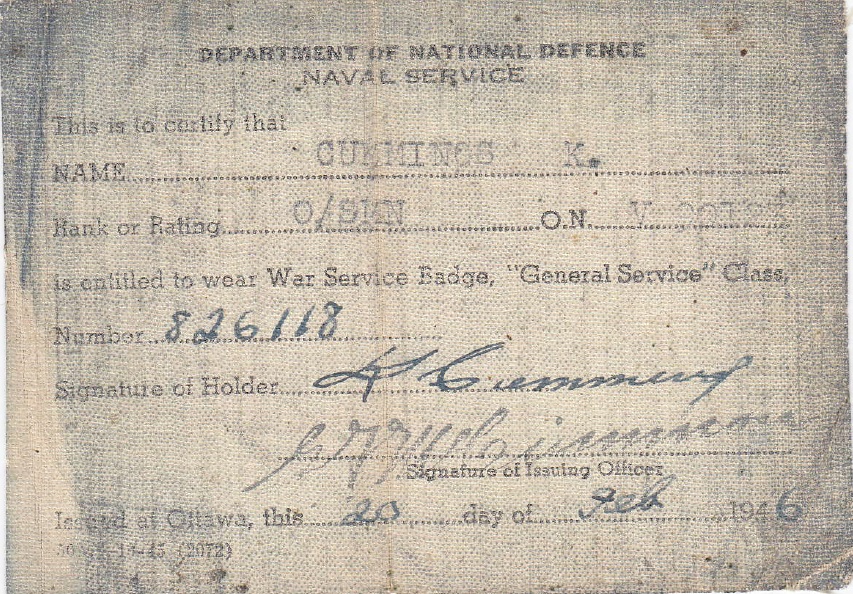 DEPARTMENT OF NATIONAL DEFENCE
NAVAL SERVICE
This is to certify that
NAME CUMMINGS K.
Rank or Rating O/SMN O.N. V
is entitled to wear War Service Badge, "General Service" Class,
Number 826118
Signature of Holder K Cummings
Signature of Issuing Officer
Issued at Ottawa, this 20 day of Feb 1946
(2072)